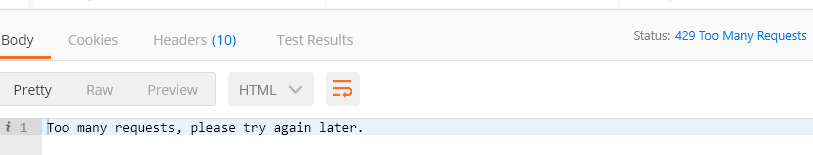 Body Cookies Headers (10) Test Results Status: 429 Too Many Requests
Pretty Raw Preview HTML
i 1 Too many requests, please try again later.